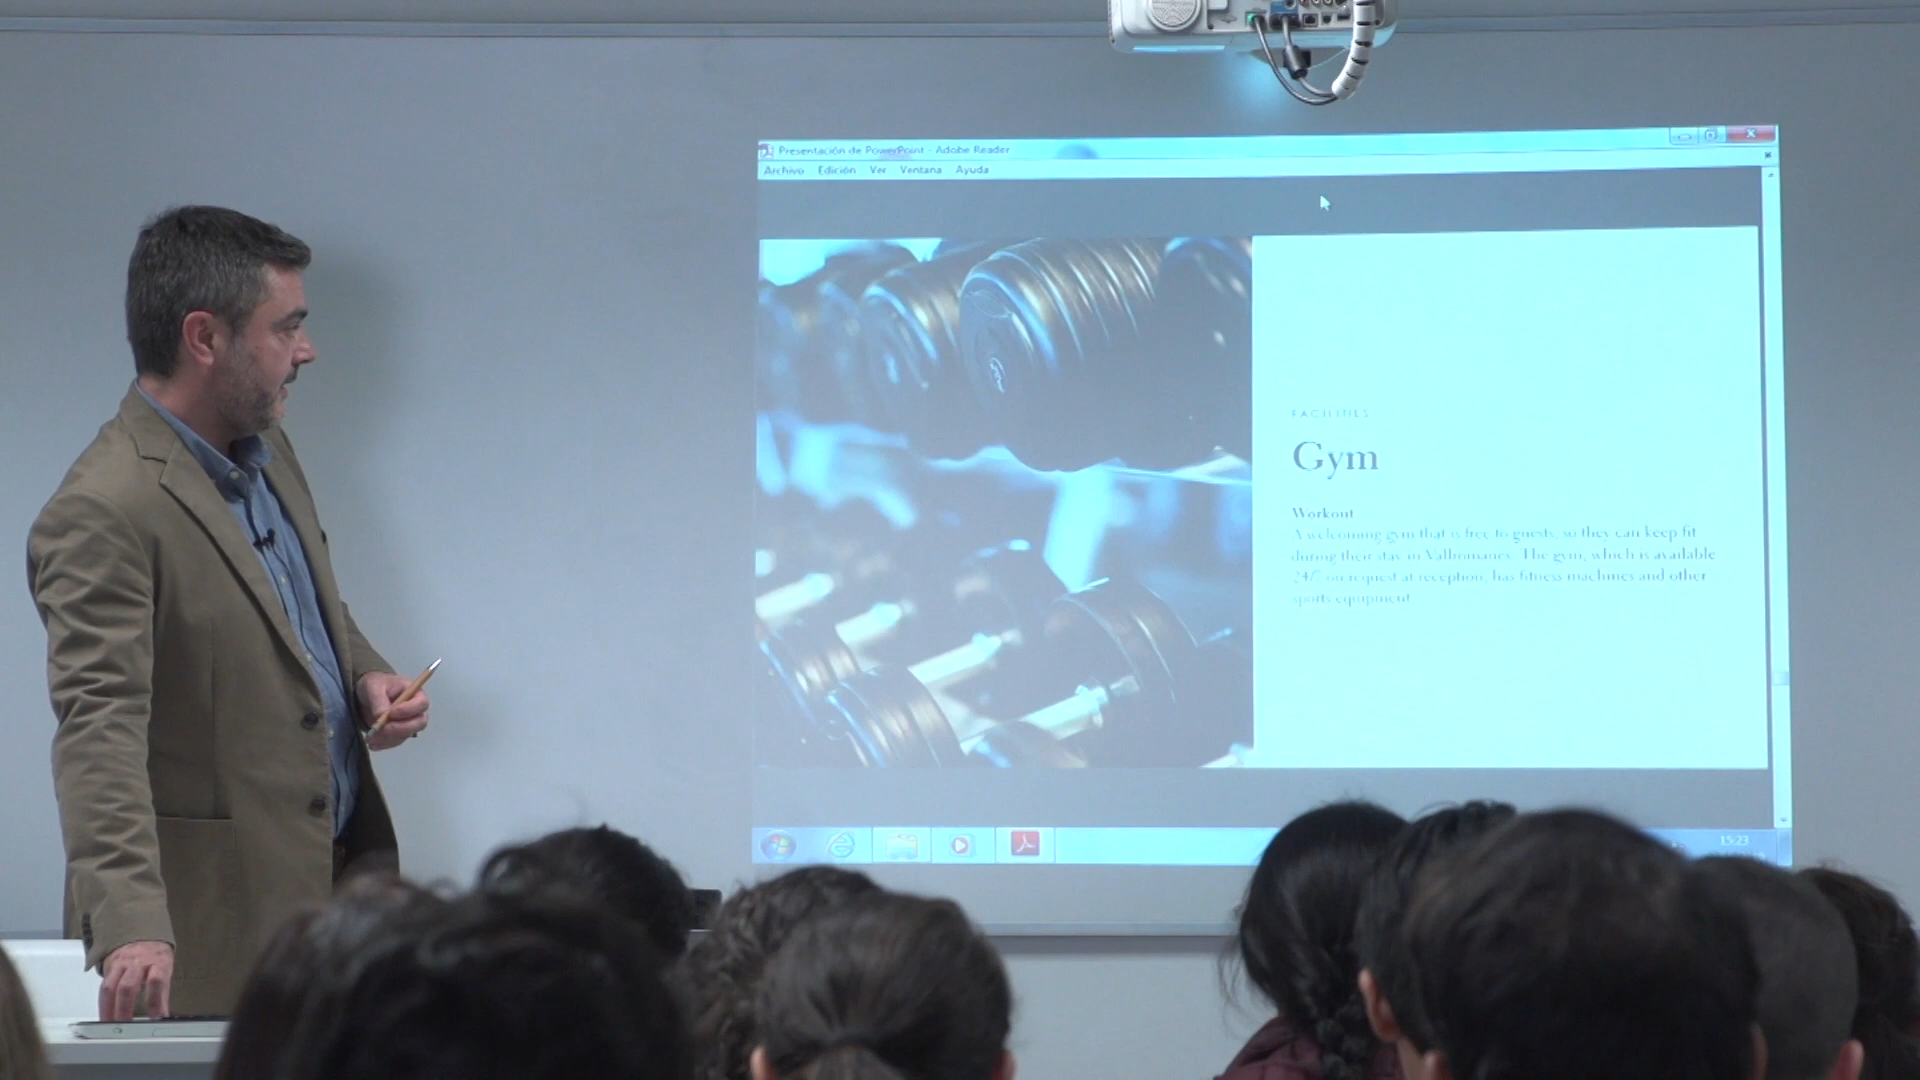 Presentación de PowerPoint - Adobe Reader
Archivo Edición Ver Ventana Ayuda
FACILITIES
Gym
Workout
A welcoming gym that is free to guests, so they can keep fit
during their stay in Vallromanes. The gym, which is available
24/7 on request at reception, has fitness machines and other
sports equipment.
15:23